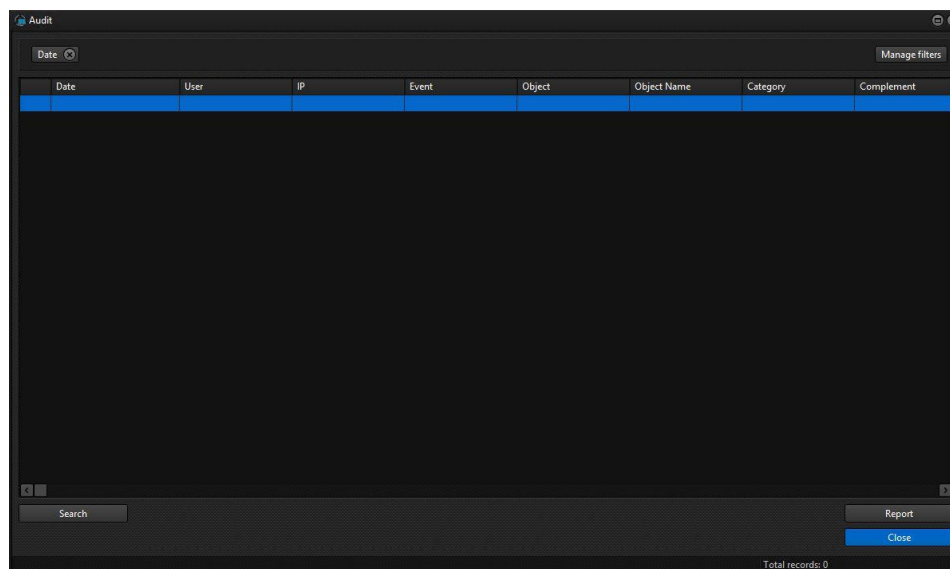 Audit
Date
Manage filters
Date User IP Event Object Object Name Category Complement
Search
Report
Close
Total records: 0